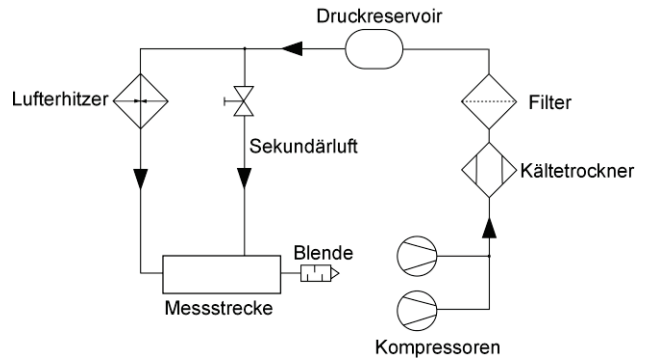 Druckreservoir
Lufterhitzer
Filter
Sekundärluft
Kältetrockner
Blende
Messstrecke
Kompressoren